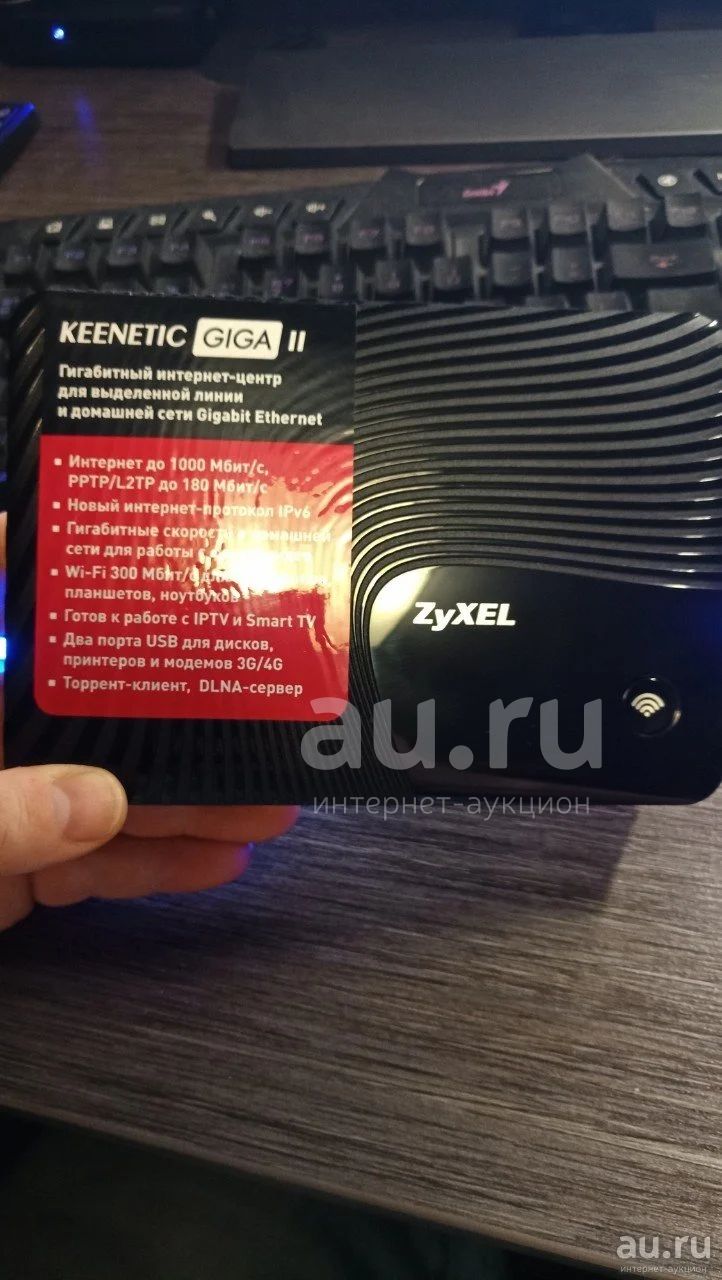 Genius
KEENETIC GIGA II
Гигабитный интернет-центр
для выделенной линии
и домашней сети Gigabit Ethernet
▪ Интернет до 1000 Мбит/с,
PPTP/L2TP до 180 Мбит/с
▪ Новый интернет-протокол IPv6
▪ Гигабитные скорости в домашней
сети для работы с
▪ Wi-Fi 300 Мбит/с для
планшетов, ноутбуков
▪ Готов к работе с IPTV и Smart TV
▪ Два порта USB для дисков,
принтеров и модемов 3G/4G
▪ Торрент-клиент, DLNA-сервер
ZyXEL
au.ru
интернет-аукцион
au.ru
интернет-аукцион